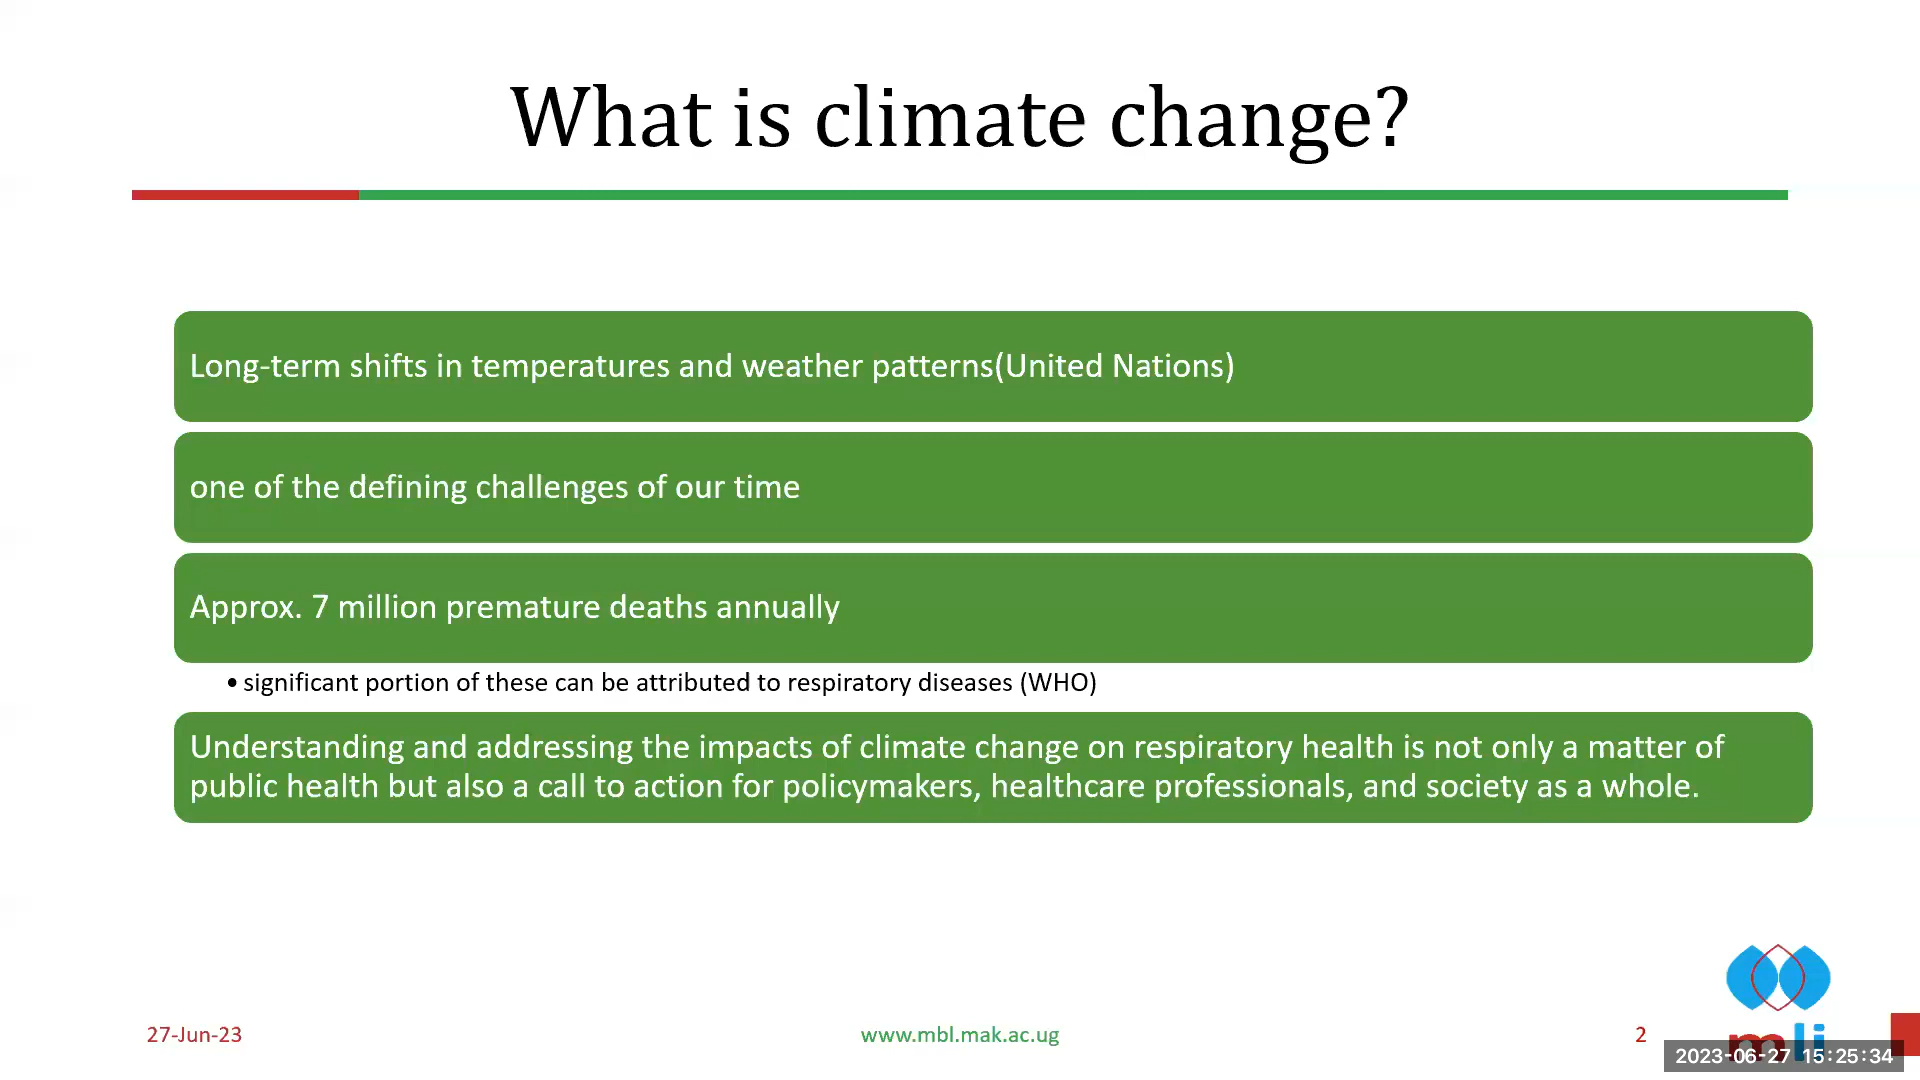 What is climate change?
Long-term shifts in temperatures and weather patterns(United Nations)
one of the defining challenges of our time
Approx. 7 million premature deaths annually
• significant portion of these can be attributed to respiratory diseases (WHO)
Understanding and addressing the impacts of climate change on respiratory health is not only a matter of
public health but also a call to action for policymakers, healthcare professionals, and society as a whole.
27-Jun-23
www.mbl.mak.ac.ug
2
mli
2023-06-27 15:25:34